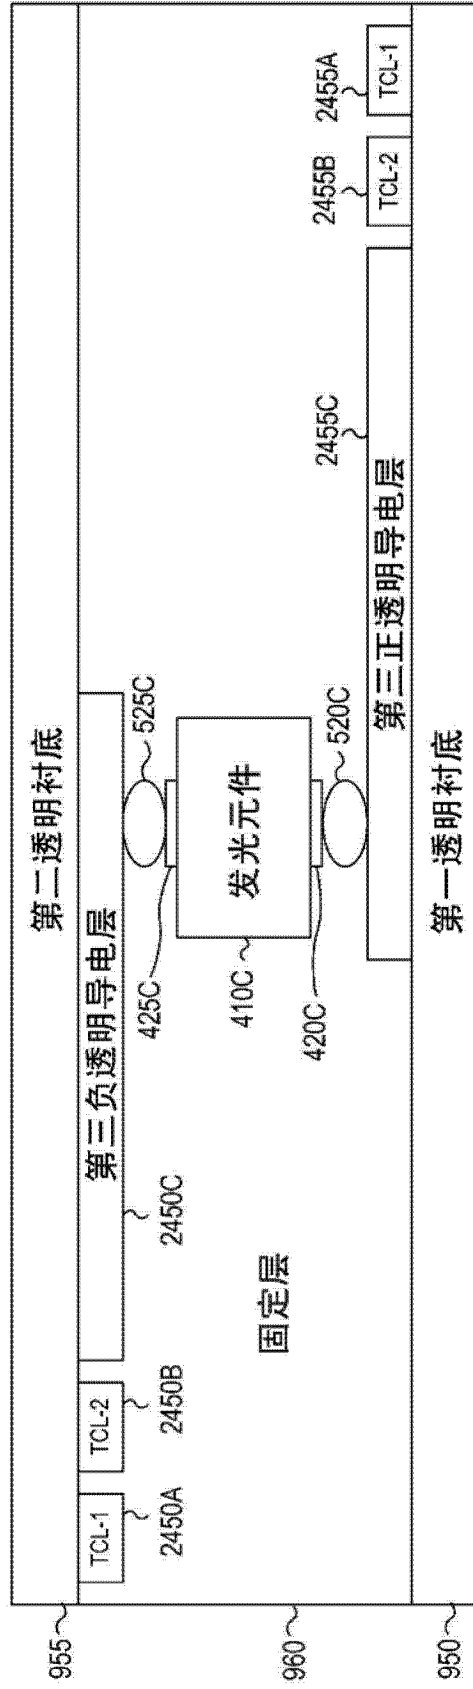 955
第二透明衬底
TCL-1
TCL-2
第三负透明导电层
2450A
2450B
2450C
425C
525C
发光元件
410C
960
固定层
420C
520C
2455C
2455B
2455A
第三正透明导电层
TCL-2
TCL-1
950
第一透明衬底